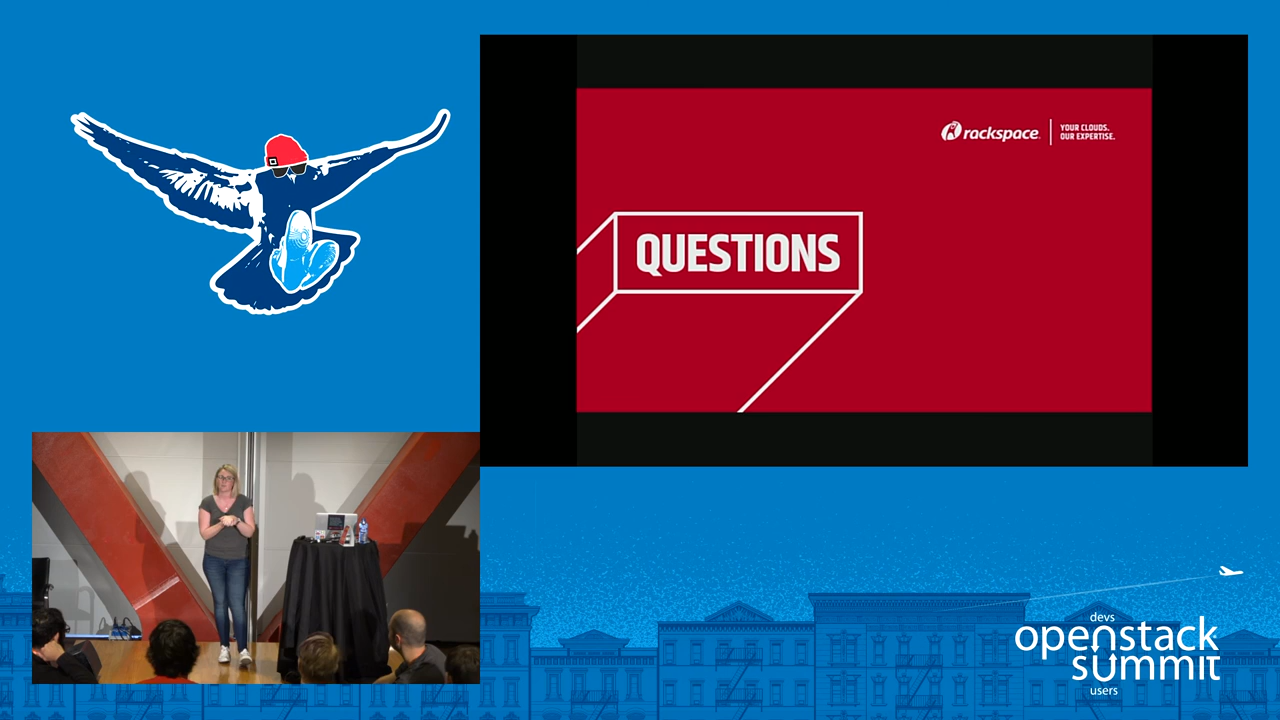 rackspace.
YOUR CLOUDS.
OUR EXPERTISE.
QUESTIONS
devs
openstack
summit
users